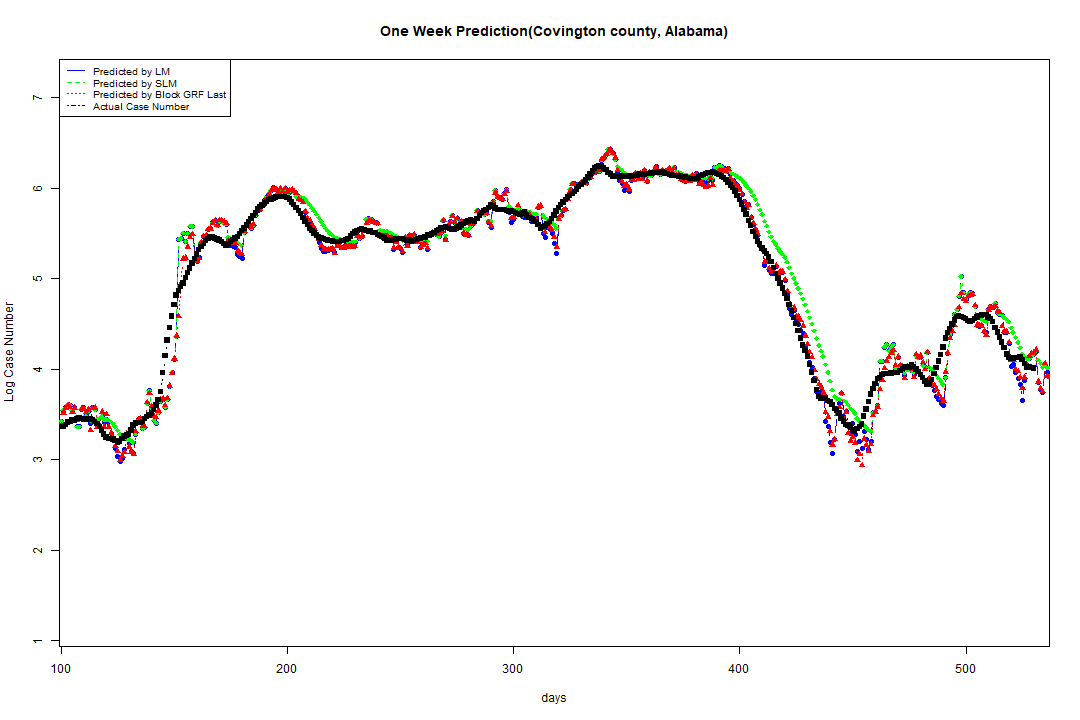 One Week Prediction(Covington county, Alabama)
Predicted by LM
Predicted by SLM
Predicted by Block GRF Last
Actual Case Number
7
6
5
4
3
2
1
Log Case Number
100 200 300 400 500
days